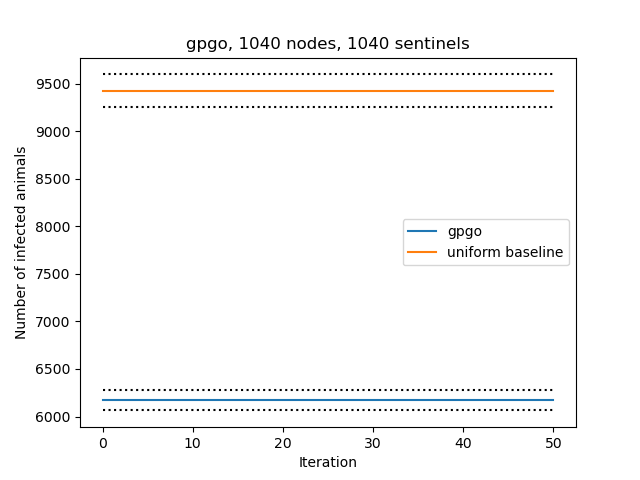 gpgo, 1040 nodes, 1040 sentinels
9500
9000
8500
8000
7500
7000
6500
6000
Number of infected animals
gpgo
uniform baseline
0 10 20 30 40 50
Iteration